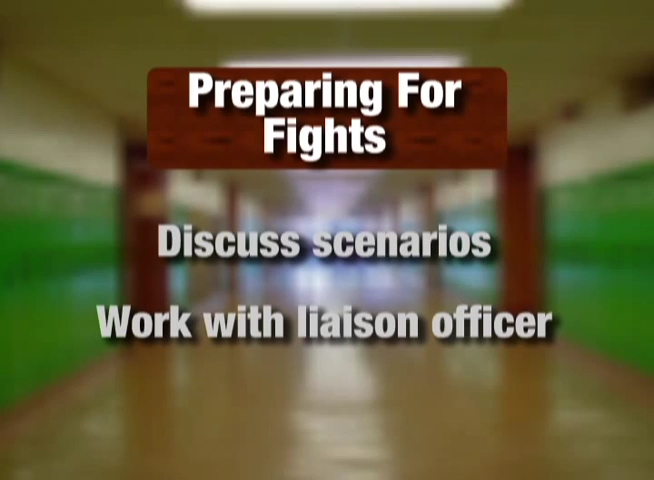 Preparing For
Fights
Discuss scenarios
Work with liaison officer